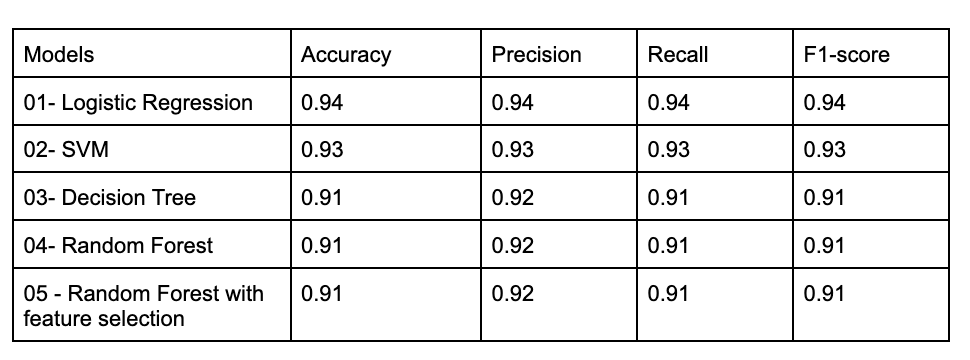 Models Accuracy Precision Recall F1-score
01- Logistic Regression 0.94 0.94 0.94 0.94
02- SVM 0.93 0.93 0.93 0.93
03- Decision Tree 0.91 0.92 0.91 0.91
04- Random Forest 0.91 0.92 0.91 0.91
05 - Random Forest with 0.91 0.92 0.91 0.91
feature selection